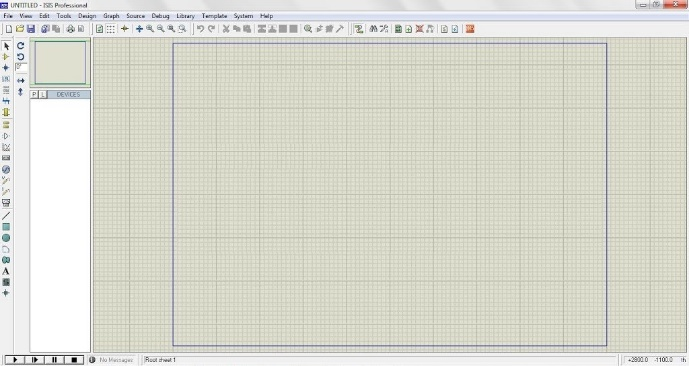 UNTITLED - ISIS Professional
File View Edit Tools Design Graph Source Debug Library Template System Help
P L DEVICES
A
No Messages Root sheet 1 +2800.0 -1100.0 th